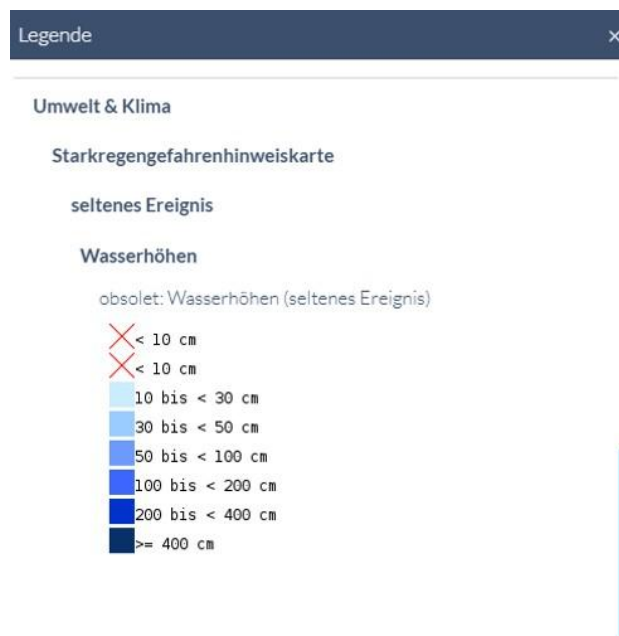 Legende ×
Umwelt & Klima
Starkregengefahrenhinweiskarte
seltenes Ereignis
Wasserhöhen
obsolet: Wasserhöhen (seltenes Ereignis)
< 10 cm
< 10 cm
10 bis < 30 cm
30 bis < 50 cm
50 bis < 100 cm
100 bis < 200 cm
200 bis < 400 cm
>= 400 cm